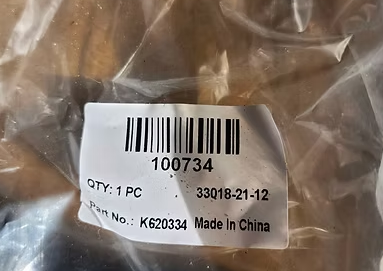 100734
QTY: 1 PC 33018-21-12
Part No.: K620334 Made In China